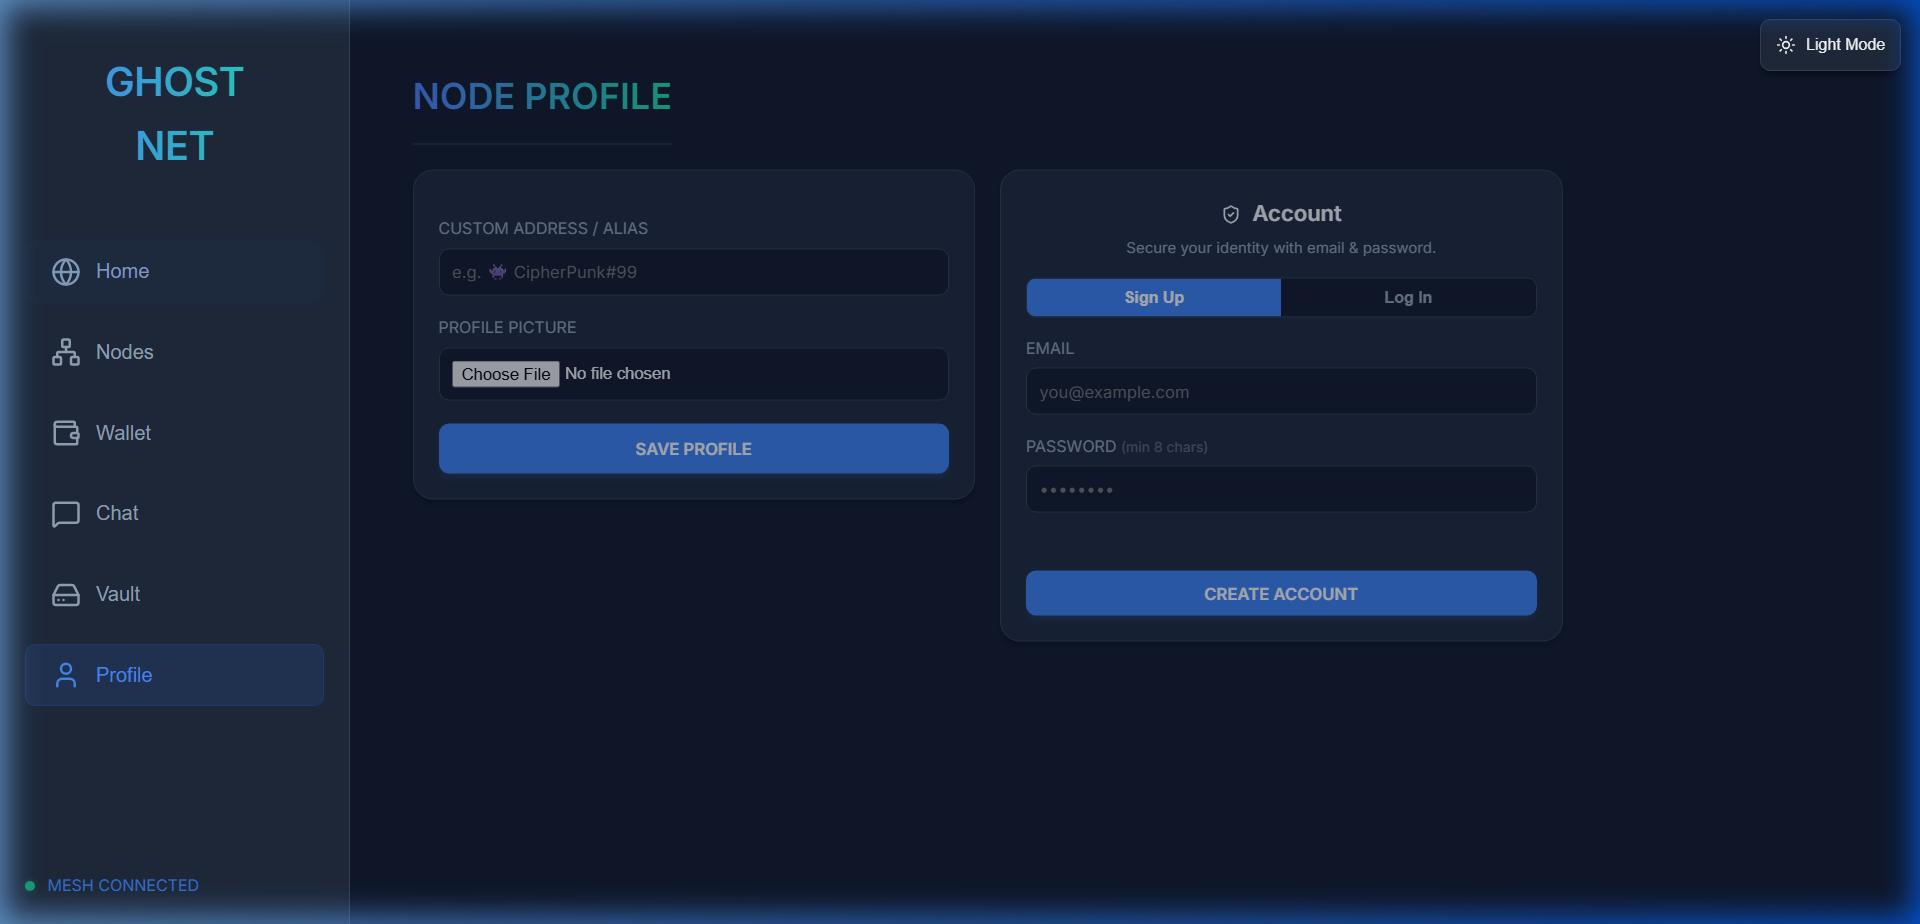 GHOST
NET
Home
Nodes
Wallet
Chat
Vault
Profile
MESH CONNECTED
Light Mode
NODE PROFILE
CUSTOM ADDRESS / ALIAS
e.g. 👾 CipherPunk#99
PROFILE PICTURE
Choose File No file chosen
SAVE PROFILE
Account
Secure your identity with email & password.
Sign Up Log In
EMAIL
you@example.com
PASSWORD (min 8 chars)
••••••••
CREATE ACCOUNT